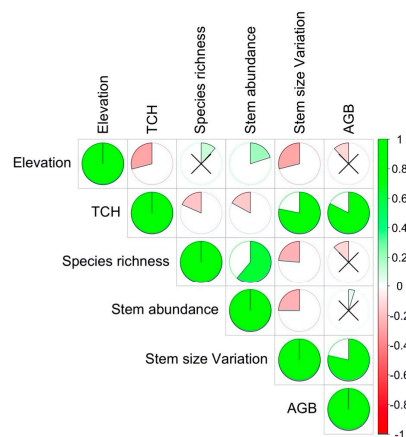 Elevation
TCH
Species richness
Stem abundance
Stem size Variation
AGB
Elevation
TCH
Species richness
Stem abundance
Stem size Variation
AGB
1
0.8
0.6
0.4
0.2
0
-0.2
-0.4
-0.6
-0.8
-1